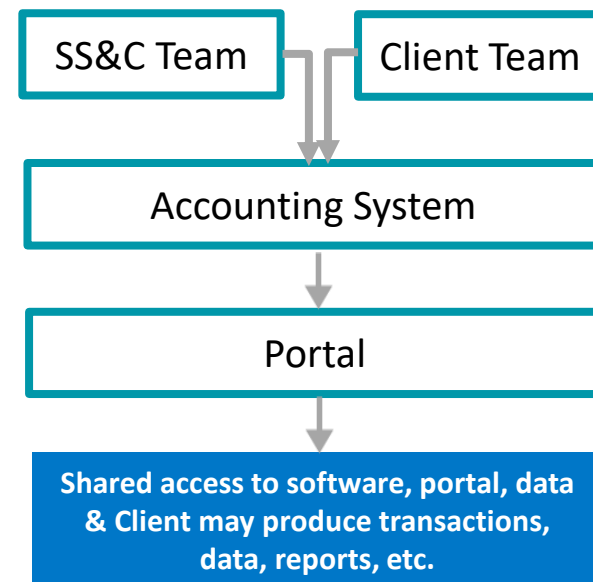 SS&C Team
Client Team
Accounting System
Portal
Shared access to software, portal, data
& Client may produce transactions,
data, reports, etc.